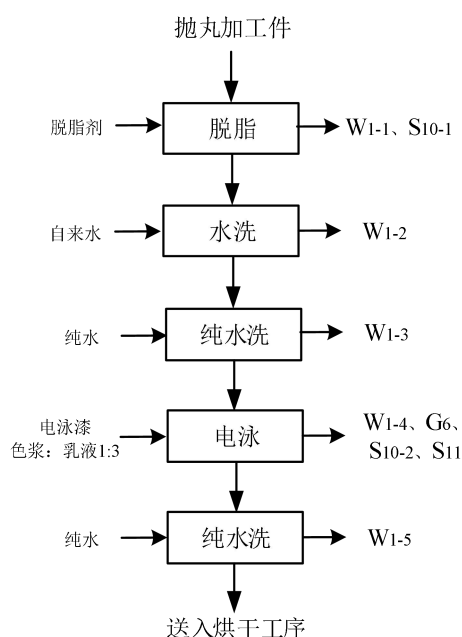 抛丸加工件
脱脂剂
脱脂
W1-1、S10-1
自来水
水洗
W1-2
纯水
纯水洗
W1-3
电泳漆
色浆：乳液1:3
电泳
W1-4、G6、
S10-2、S11
纯水
纯水洗
W1-5
送入烘干工序